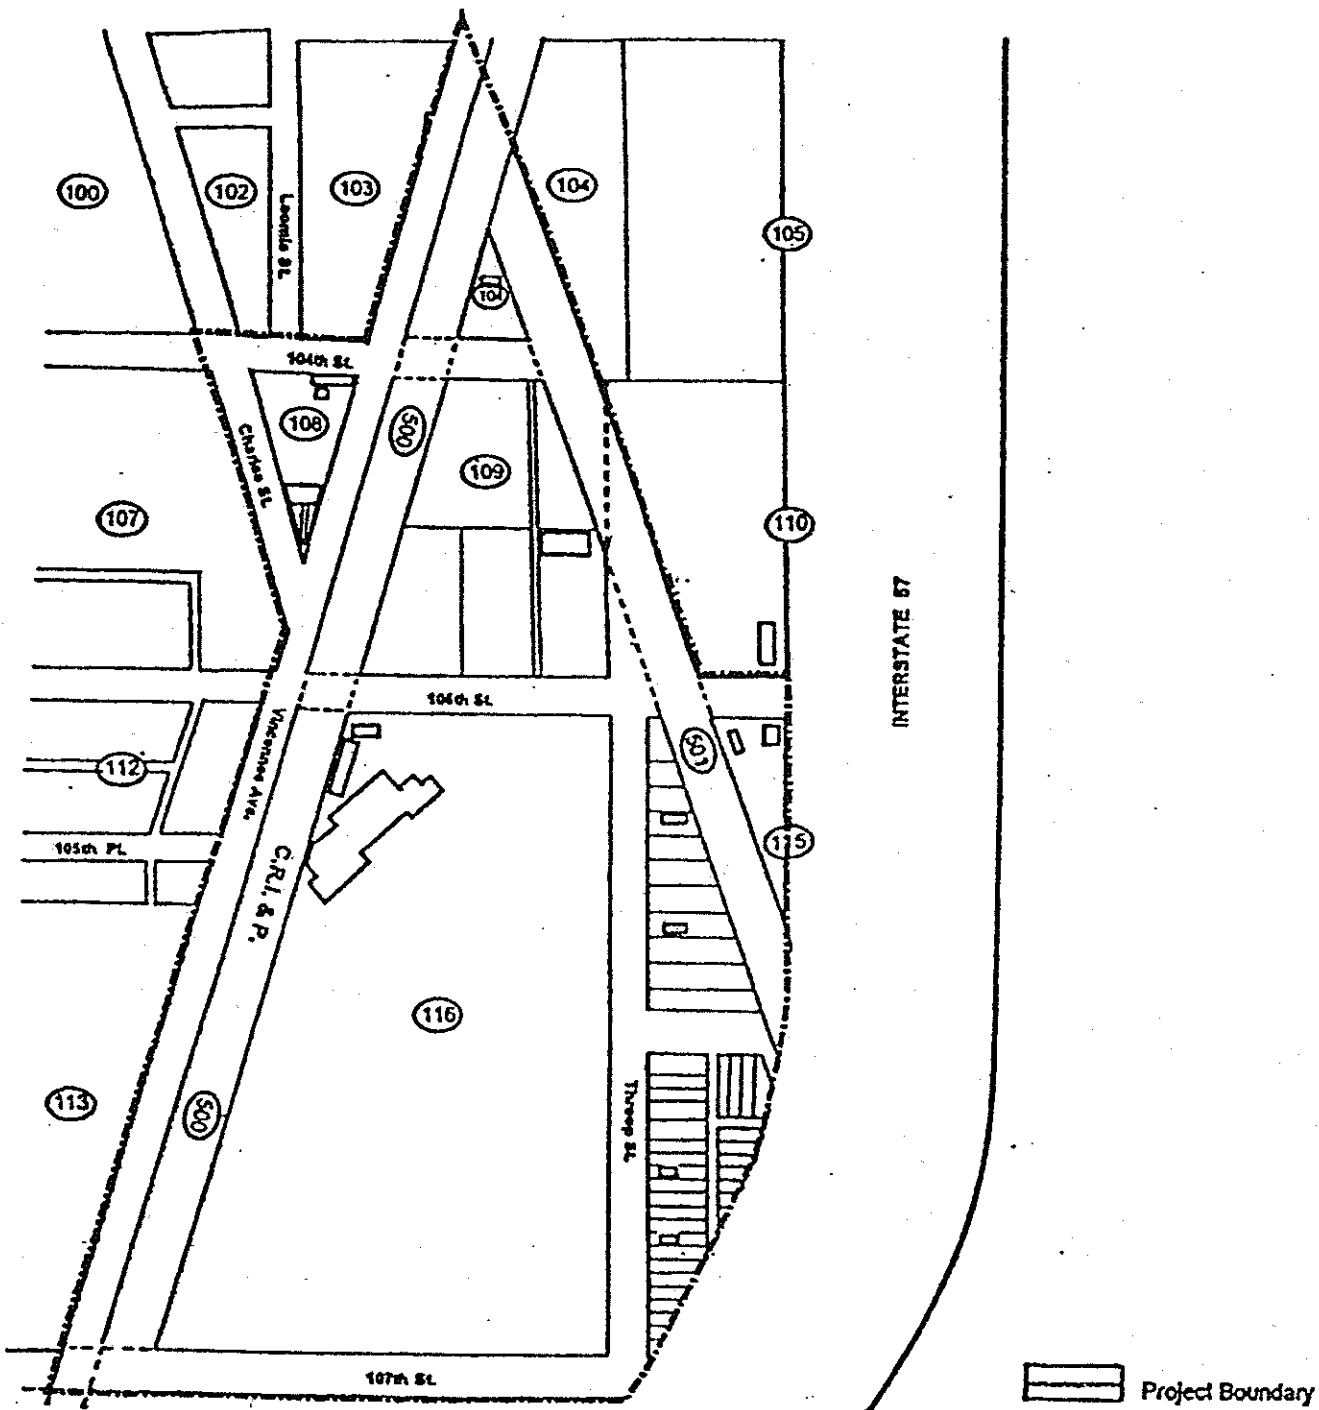 100
102
Loomis St.
103
104
105
104
104th St.
108
500
Charles St.
109
107
110
INTERSTATE 57
106th St.
Vincennes Ave.
501
112
105th Pl.
115
C.R.I. & P.
116
113
500
Throop St.
107th St.
Project Boundary